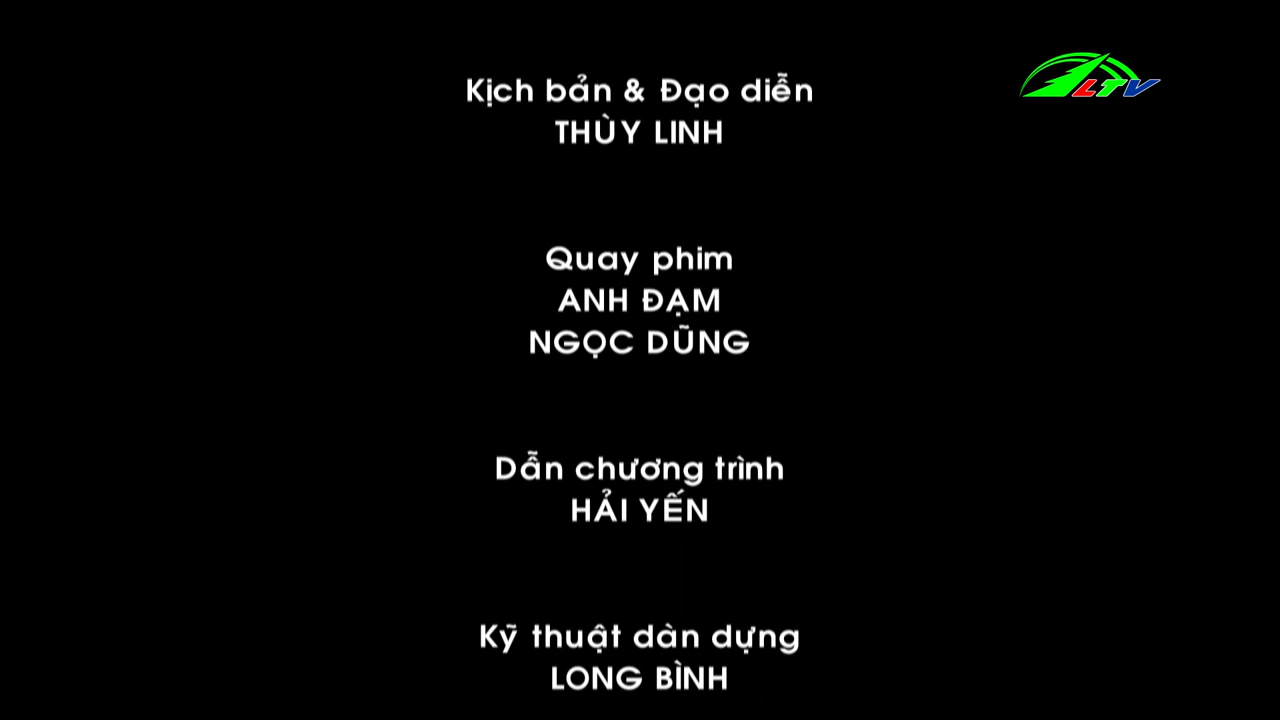 Kịch bản & Đạo diễn
LTV
THÙY LINH
Quay phim
ANH ĐẠM
NGỌC DŨNG
Dẫn chương trình
HẢI YẾN
Kỹ thuật dàn dựng
LONG BÌNH